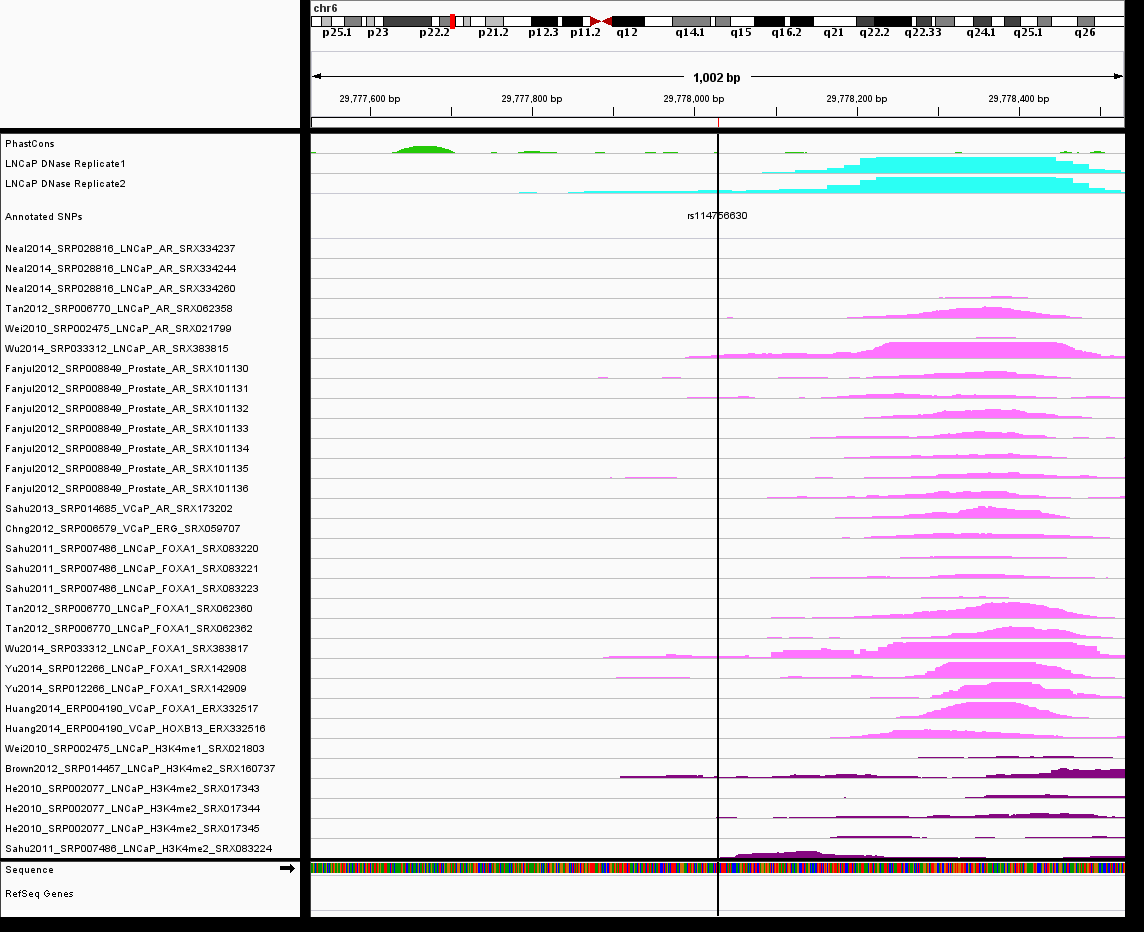 chr6
p25.1 p23 p22.2 p21.2 p12.3 p11.2 q12 q14.1 q15 q16.2 q21 q22.2 q22.33 q24.1 q25.1 q26
1,002 bp
29,777,600 bp 29,777,800 bp 29,778,000 bp 29,778,200 bp 29,778,400 bp
PhastCons
LNCaP DNase Replicate1
LNCaP DNase Replicate2
Annotated SNPs rs114756630
Neal2014_SRP028816_LNCaP_AR_SRX334237
Neal2014_SRP028816_LNCaP_AR_SRX334244
Neal2014_SRP028816_LNCaP_AR_SRX334260
Tan2012_SRP006770_LNCaP_AR_SRX062358
Wei2010_SRP002475_LNCaP_AR_SRX021799
Wu2014_SRP033312_LNCaP_AR_SRX383815
Fanjul2012_SRP008849_Prostate_AR_SRX101130
Fanjul2012_SRP008849_Prostate_AR_SRX101131
Fanjul2012_SRP008849_Prostate_AR_SRX101132
Fanjul2012_SRP008849_Prostate_AR_SRX101133
Fanjul2012_SRP008849_Prostate_AR_SRX101134
Fanjul2012_SRP008849_Prostate_AR_SRX101135
Fanjul2012_SRP008849_Prostate_AR_SRX101136
Sahu2013_SRP014685_VCaP_AR_SRX173202
Chng2012_SRP006579_VCaP_ERG_SRX059707
Sahu2011_SRP007486_LNCaP_FOXA1_SRX083220
Sahu2011_SRP007486_LNCaP_FOXA1_SRX083221
Sahu2011_SRP007486_LNCaP_FOXA1_SRX083223
Tan2012_SRP006770_LNCaP_FOXA1_SRX062360
Tan2012_SRP006770_LNCaP_FOXA1_SRX062362
Wu2014_SRP033312_LNCaP_FOXA1_SRX383817
Yu2014_SRP012266_LNCaP_FOXA1_SRX142908
Yu2014_SRP012266_LNCaP_FOXA1_SRX142909
Huang2014_ERP004190_VCaP_FOXA1_ERX332517
Huang2014_ERP004190_VCaP_HOXB13_ERX332516
Wei2010_SRP002475_LNCaP_H3K4me1_SRX021803
Brown2012_SRP014457_LNCaP_H3K4me2_SRX160737
He2010_SRP002077_LNCaP_H3K4me2_SRX017343
He2010_SRP002077_LNCaP_H3K4me2_SRX017344
He2010_SRP002077_LNCaP_H3K4me2_SRX017345
Sahu2011_SRP007486_LNCaP_H3K4me2_SRX083224
Sequence
RefSeq Genes